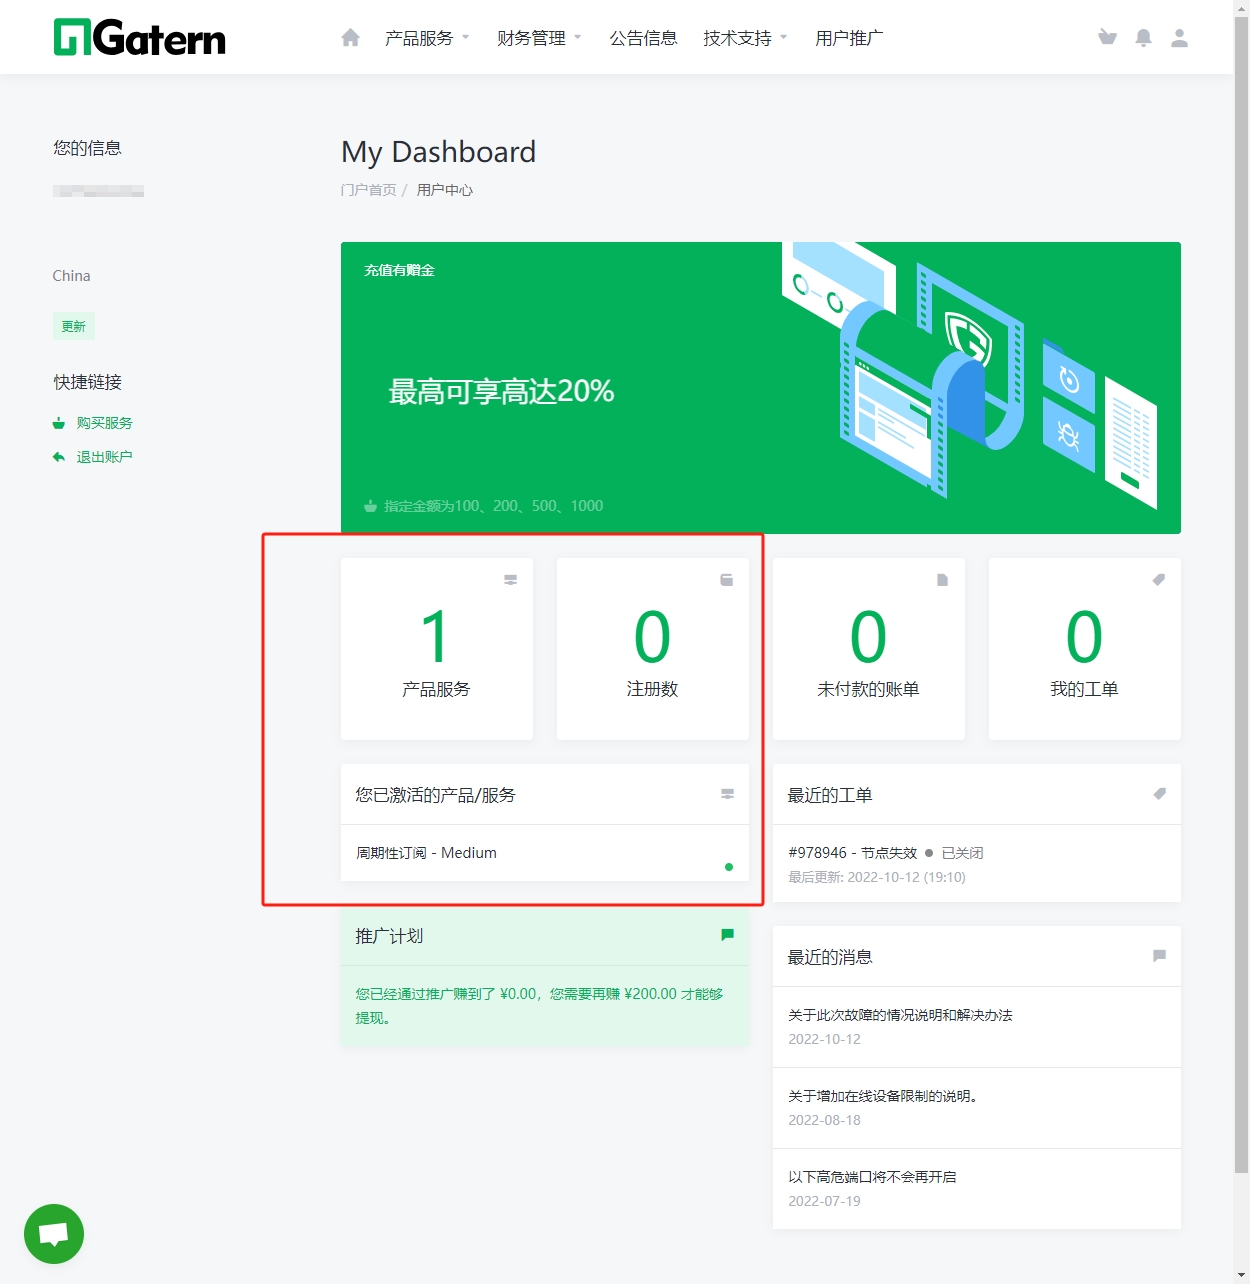 Gatern
产品服务
财务管理
公告信息
技术支持
用户推广
您的信息
China
更新
快捷链接
购买服务
退出账户
My Dashboard
门户首页 / 用户中心
充值有赠金
最高可享高达20%
指定金额为100、200、500、1000
1
产品服务
0
注册数
0
未付款的账单
0
我的工单
您已激活的产品/服务
周期性订阅 - Medium
推广计划
您已经通过推广赚到了 ¥0.00，您需要再赚 ¥200.00 才能够
提现。
最近的工单
#978946 - 节点失效 ● 已关闭
最后更新: 2022-10-12 (19:10)
最近的消息
关于此次故障的情况说明和解决办法
2022-10-12
关于增加在线设备限制的说明。
2022-08-18
以下高危端口将不会再开启
2022-07-19